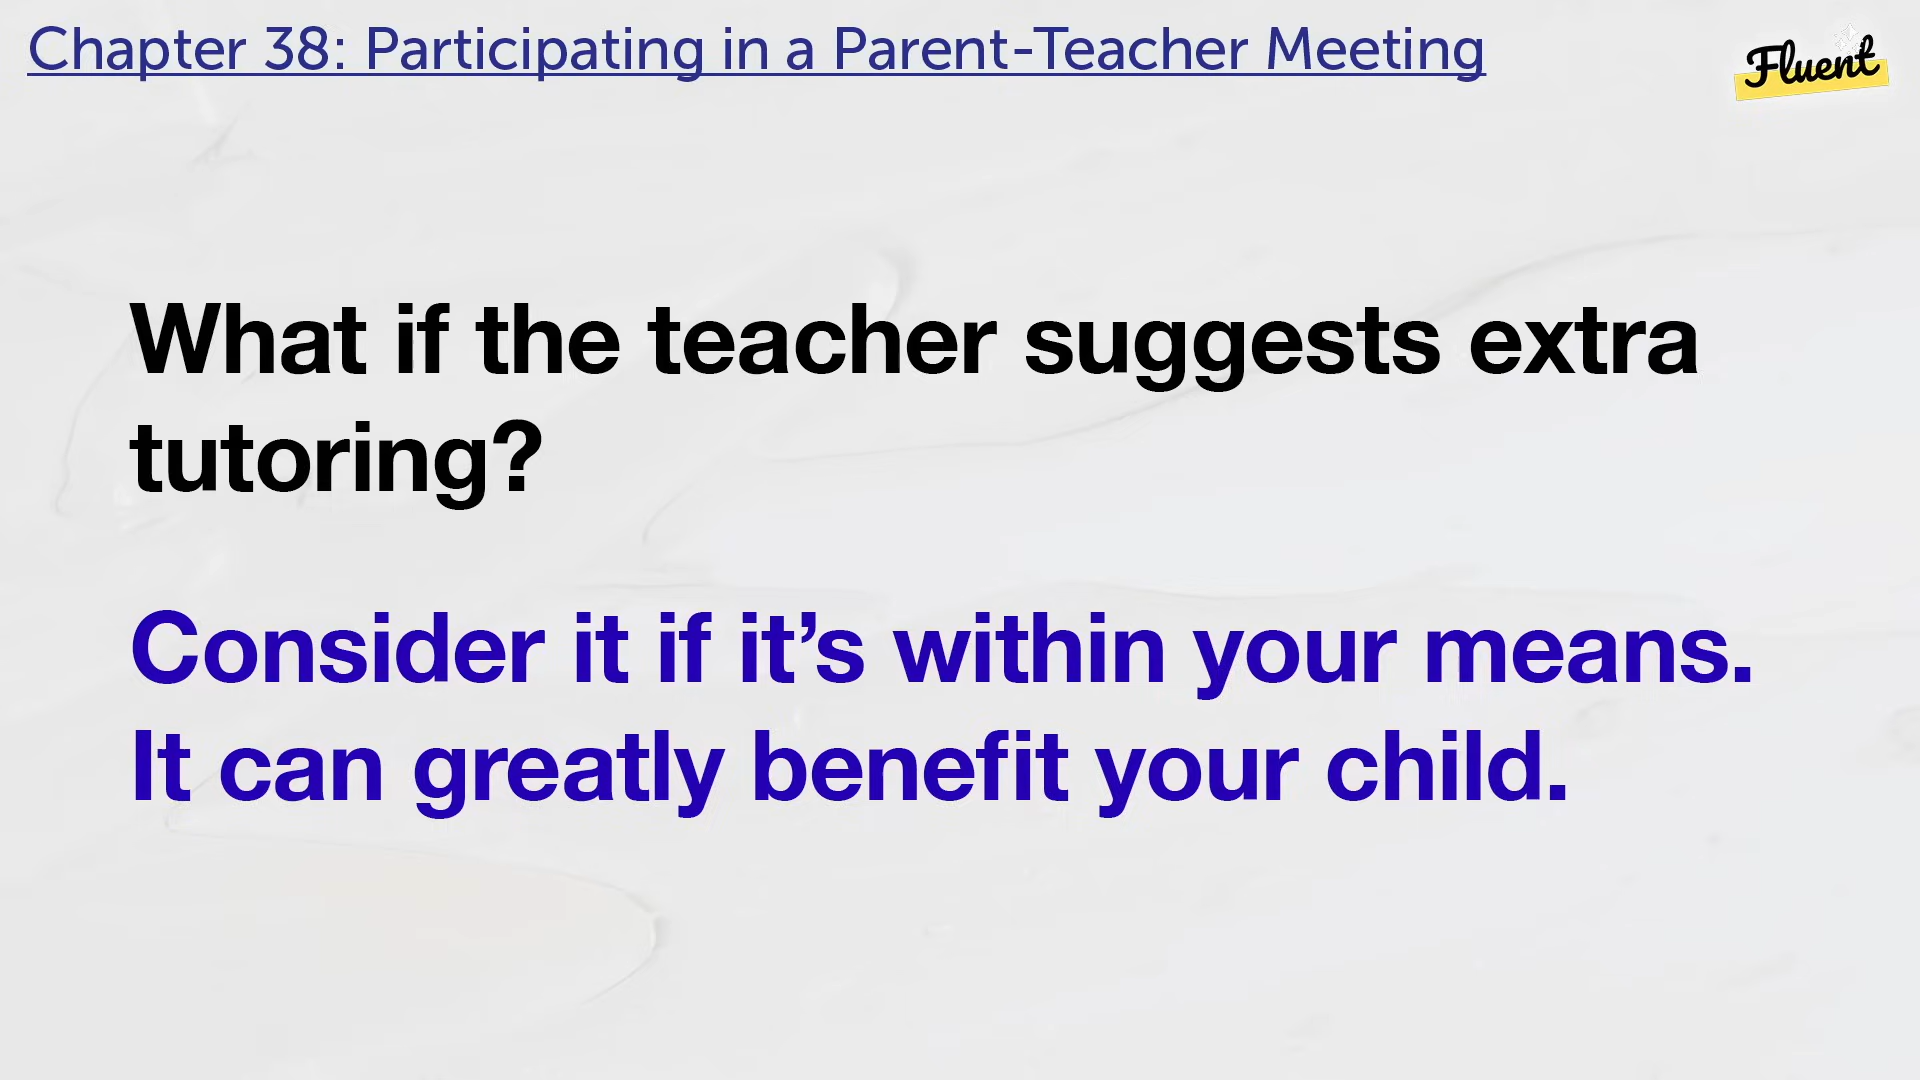 Chapter 38: Participating in a Parent-Teacher Meeting
Fluent
What if the teacher suggests extra
tutoring?
Consider it if it’s within your means.
It can greatly benefit your child.